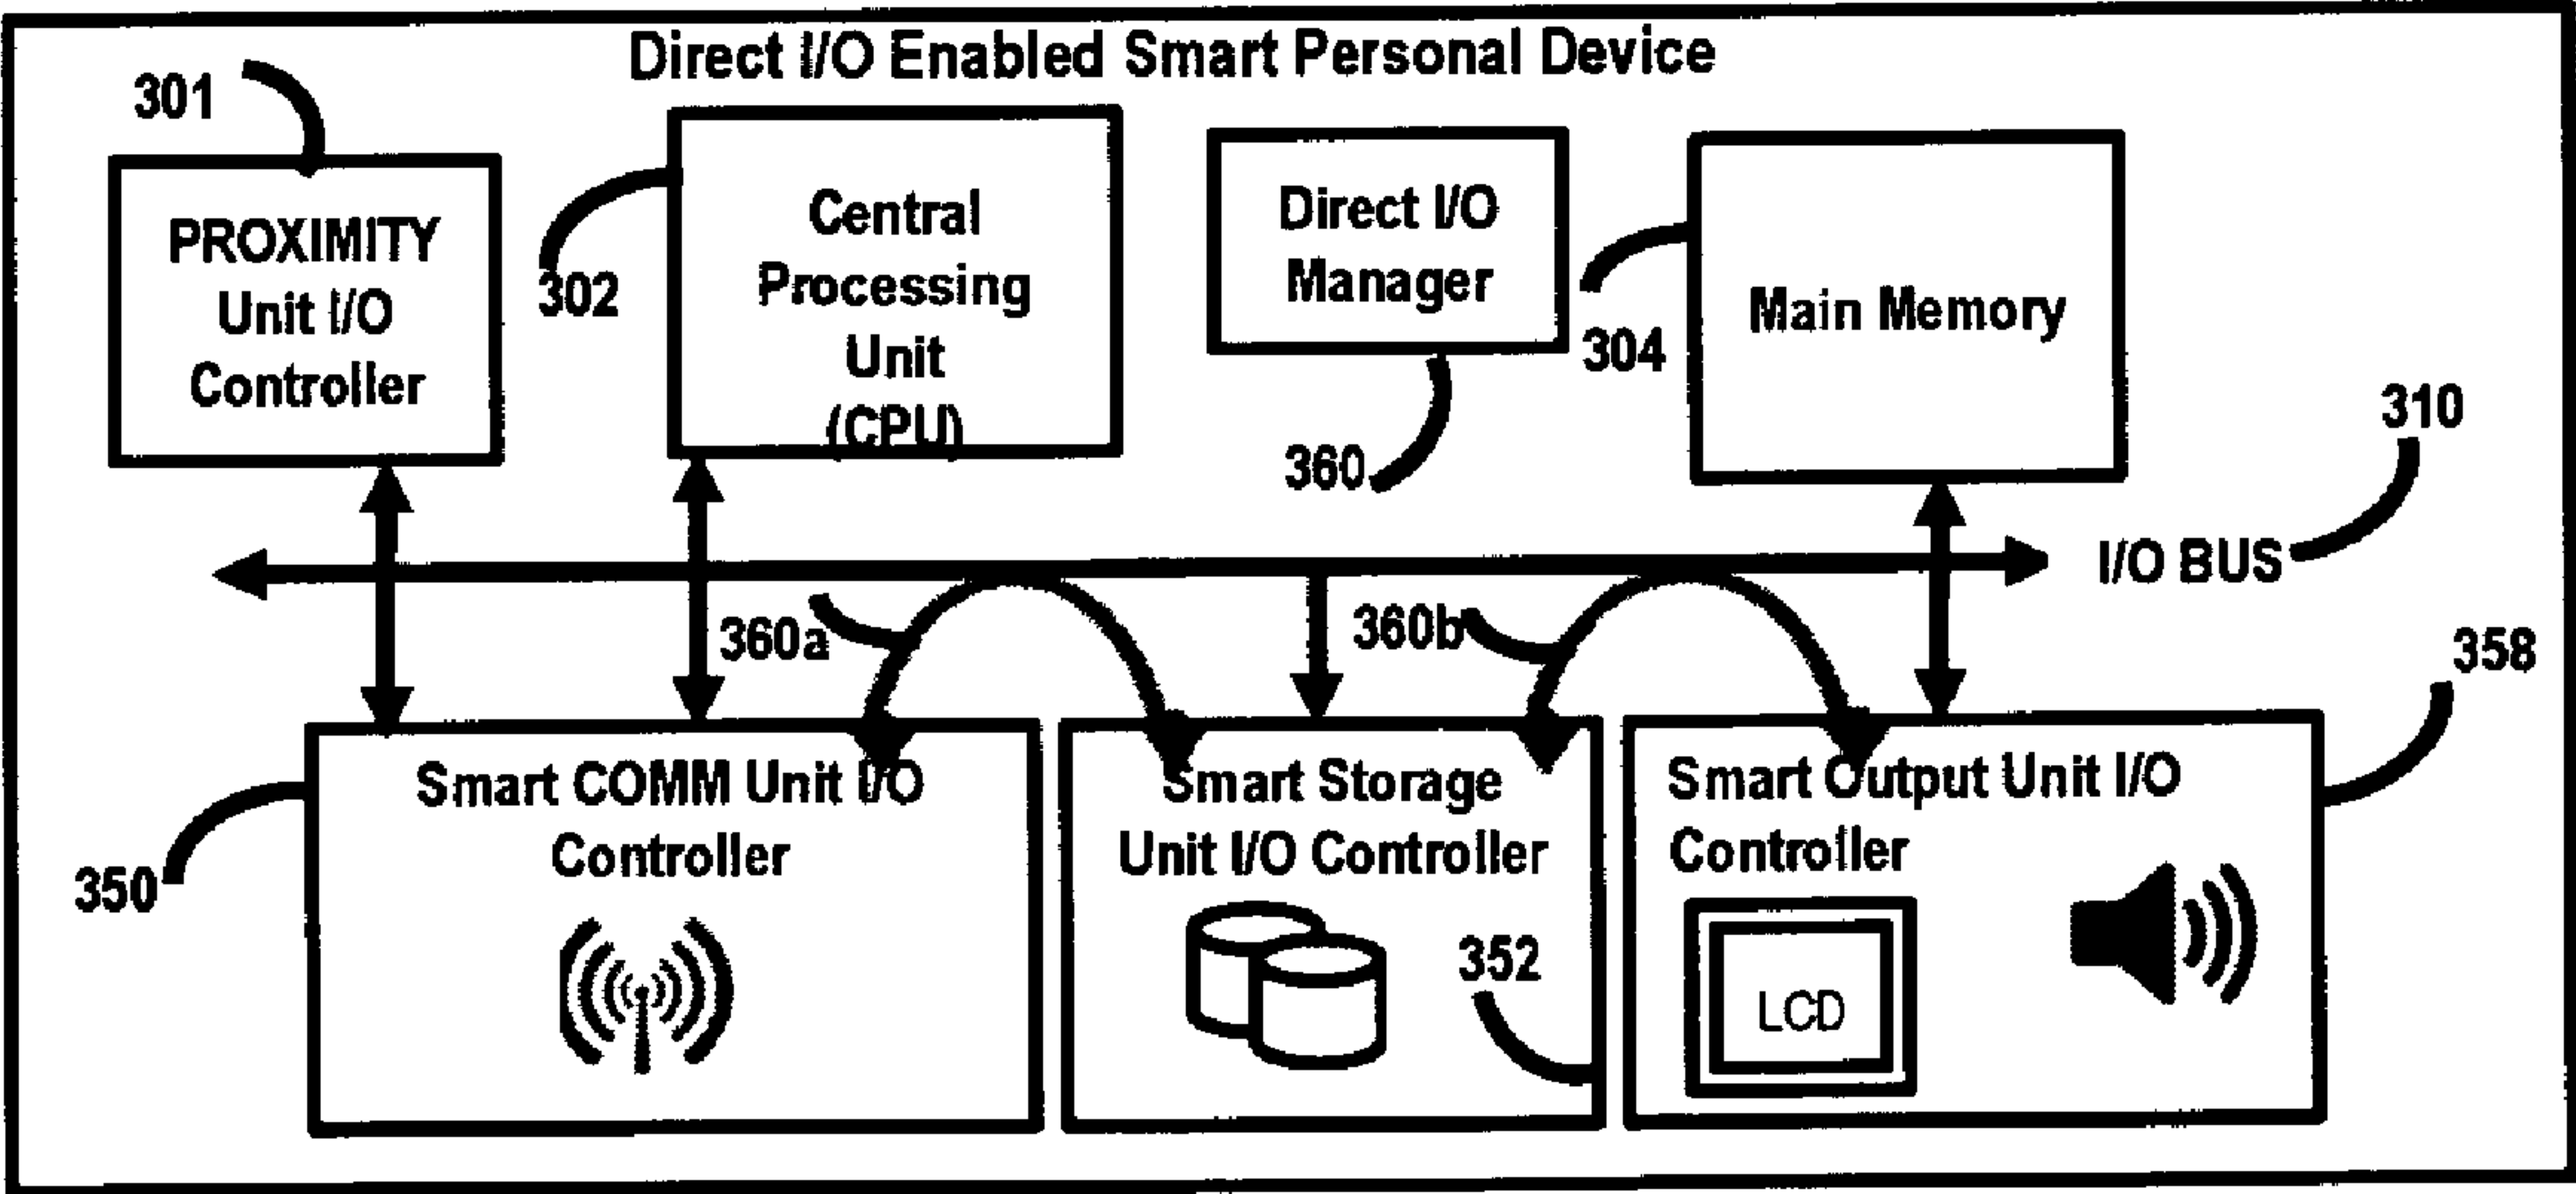 Direct I/O Enabled Smart Personal Device
301
PROXIMITY
Unit I/O
Controller
302
Central
Processing
Unit
(CPU)
Direct I/O
Manager
360
304
Main Memory
310
I/O BUS
360a
360b
358
350
Smart COMM Unit I/O
Controller
Smart Storage
Unit I/O Controller
352
Smart Output Unit I/O
Controller
LCD